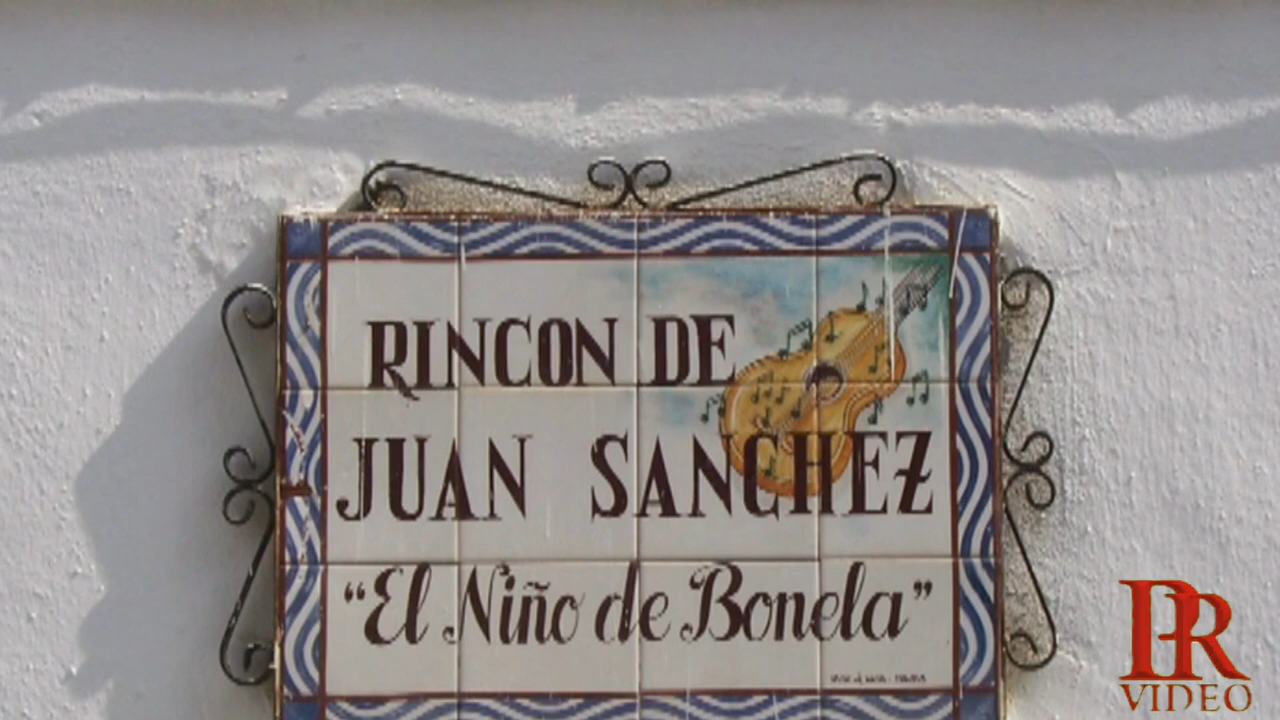 RINCON DE
JUAN SANCHEZ
"El Niño de Bonela"
PR
VIDEO